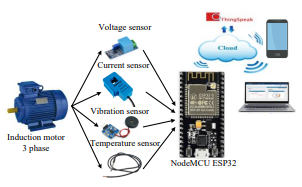 Voltage sensor
ThingSpeak
Cloud
Current sensor
Vibration sensor
Temperature sensor
Induction motor
3 phase
NodeMCU ESP32